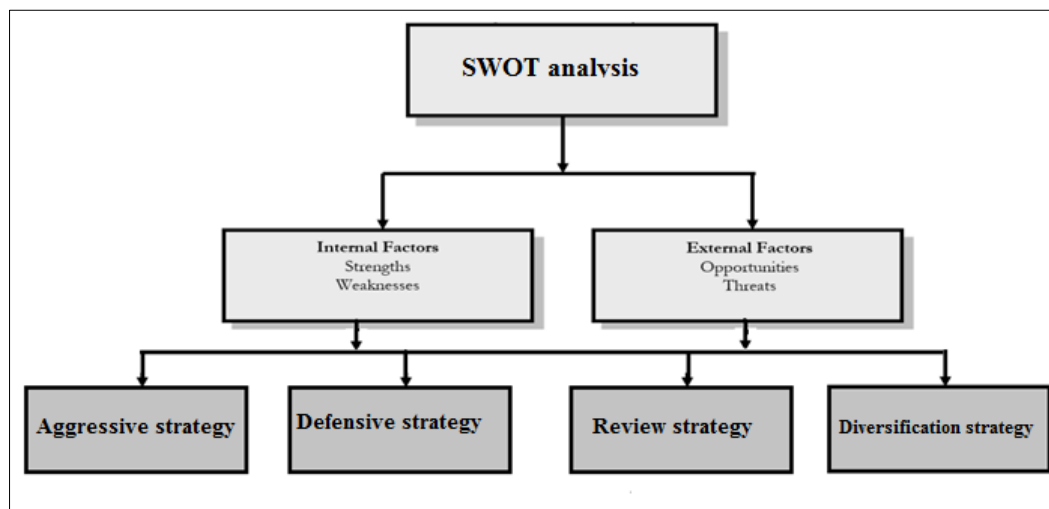 SWOT analysis
Internal Factors
Strengths
Weaknesses
External Factors
Opportunities
Threats
Aggressive strategy
Defensive strategy
Review strategy
Diversification strategy